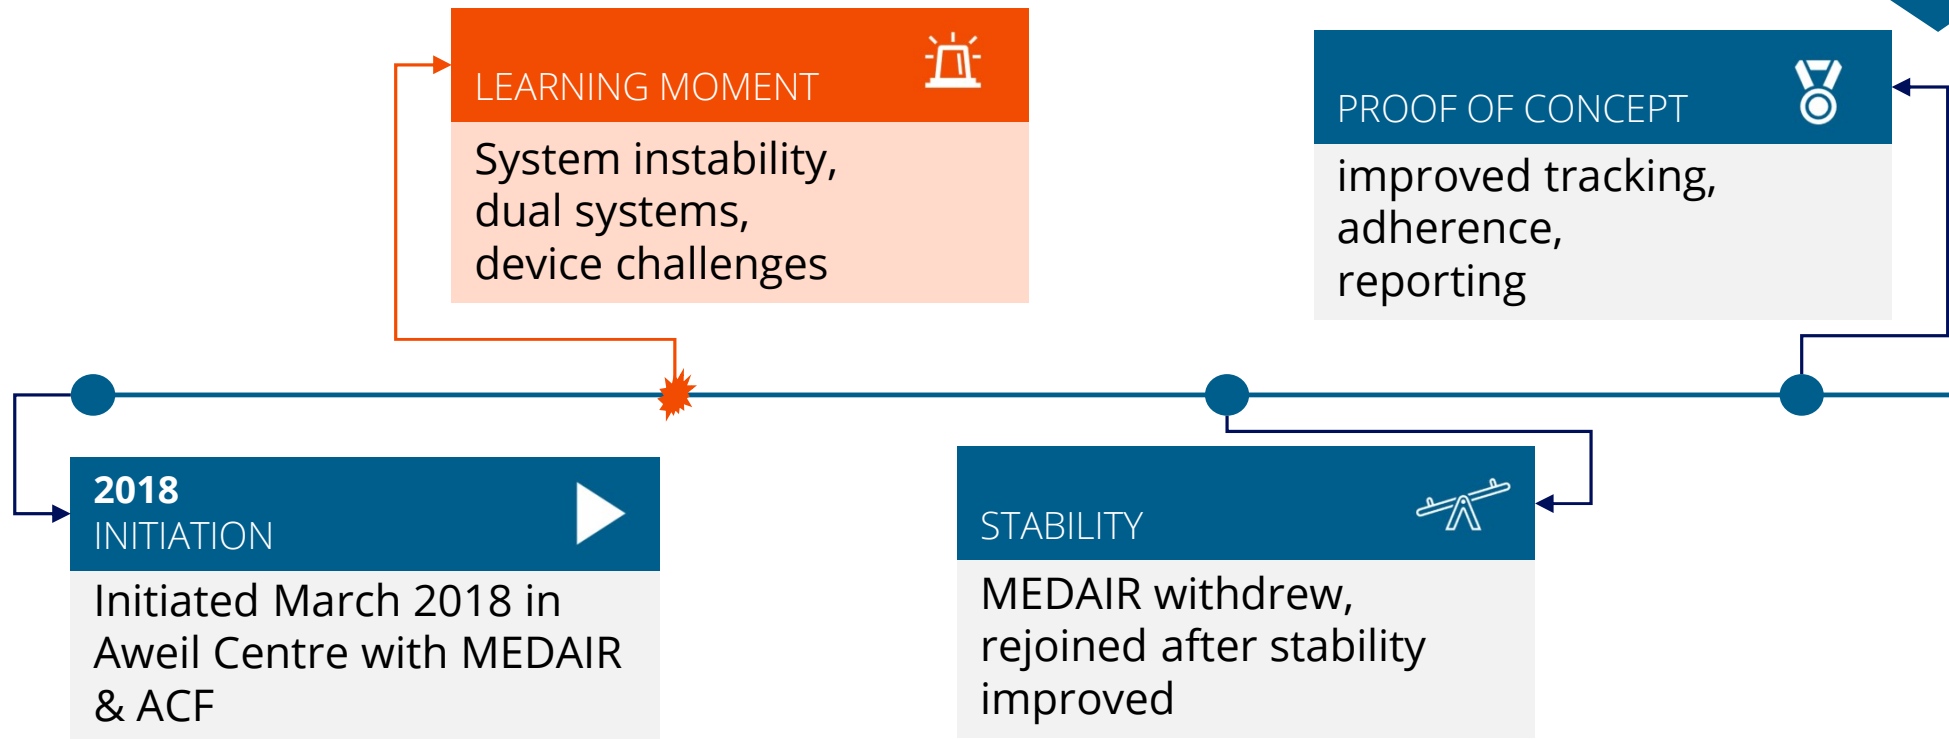 LEARNING MOMENT
System instability,
dual systems,
device challenges
PROOF OF CONCEPT
improved tracking,
adherence,
reporting
2018
INITIATION
Initiated March 2018 in
Aweil Centre with MEDAIR
& ACF
STABILITY
MEDAIR withdrew,
rejoined after stability
improved